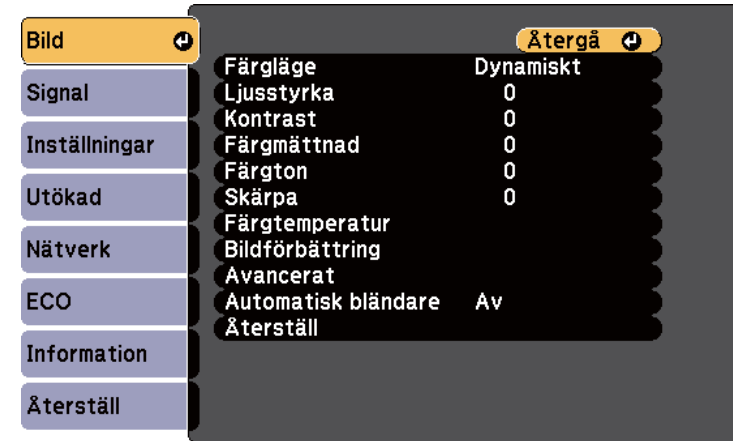 Bild
Signal
Inställningar
Utökad
Nätverk
ECO
Information
Återställ
Återgå
Färgläge Dynamiskt
Ljusstyrka 0
Kontrast 0
Färgmättnad 0
Färgton 0
Skärpa 0
Färgtemperatur
Bildförbättring
Avancerat
Automatisk bländare Av
Återställ